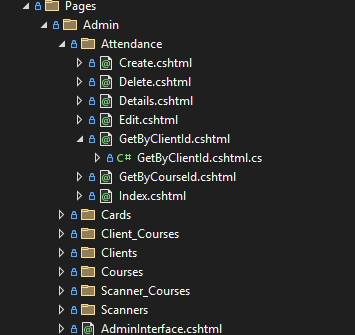 Pages
Admin
Attendance
Create.cshtml
Delete.cshtml
Details.cshtml
Edit.cshtml
GetByClientId.cshtml
C# GetByClientId.cshtml.cs
GetByCourseId.cshtml
Index.cshtml
Cards
Client_Courses
Clients
Courses
Scanner_Courses
Scanners
AdminInterface.cshtml